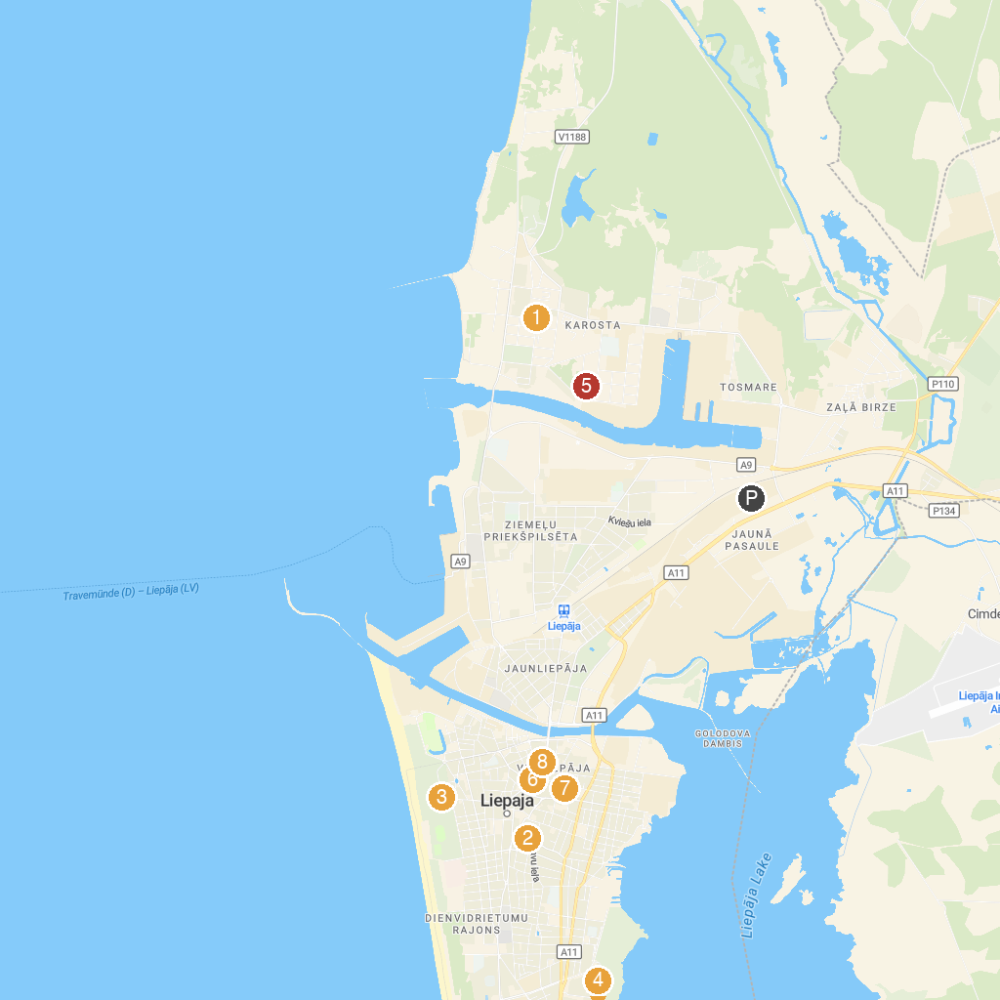 V1188
1
KAROSTA
5
TOSMARE
P110
ZAĻĀ BIRZE
A9
A11
P
P134
Kviešu iela
ZIEMEĻU
PRIEKŠPILSĒTA
JAUNĀ
PASAULE
A9
A11
Travemünde (D) – Liepāja (LV)
Liepāja
Cimde
JAUNLIEPĀJA
Liepāja In
Ai
A11
GOLODOVA
DAMBIS
8
6
7
3
Liepaja
2
Liepāja Lake
DIENVIDRIETUMU
RAJONS
A11
4